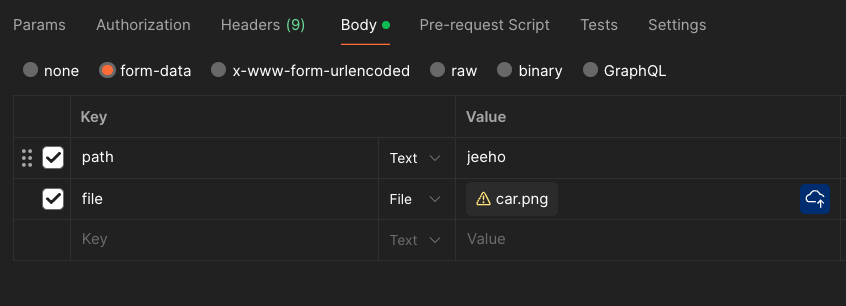 Params Authorization Headers (9) Body Pre-request Script Tests Settings
none form-data x-www-form-urlencoded raw binary GraphQL
Key Value
path Text jeeho
file File car.png
Key Text Value